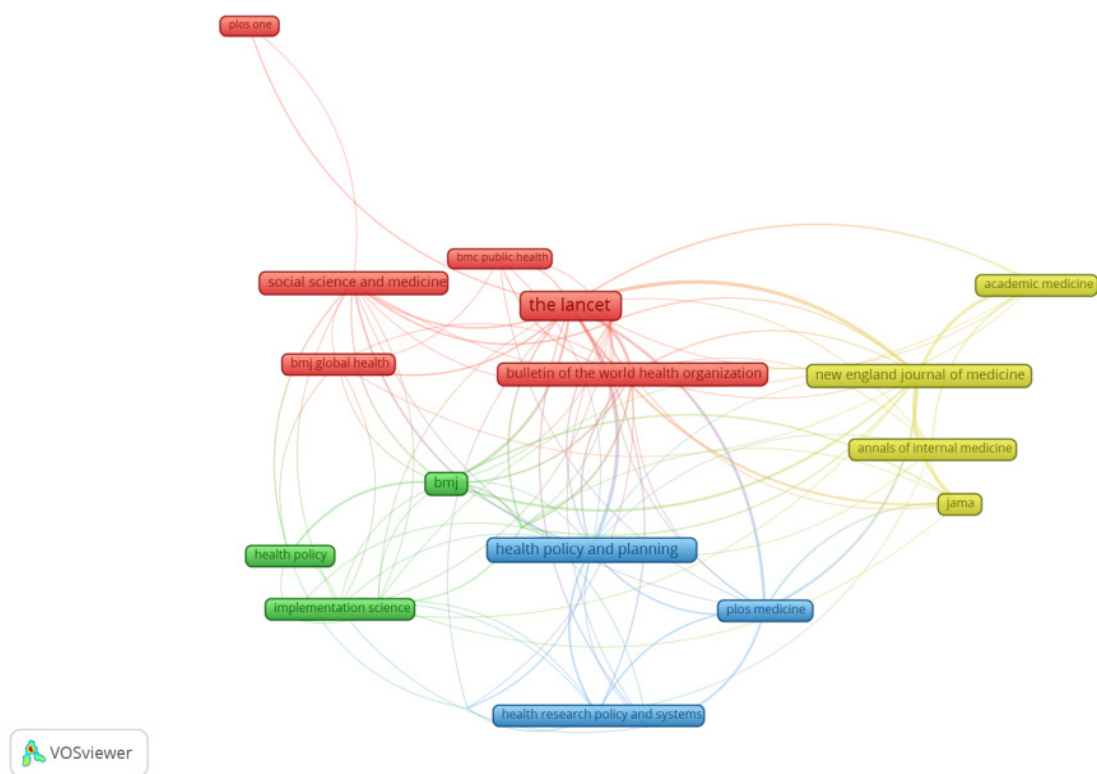 plos one
bmc public health
social science and medicine
academic medicine
the lancet
bmj global health
bulletin of the world health organization
new england journal of medicine
annals of internal medicine
bmj
jama
health policy
health policy and planning
implementation science
plos medicine
health research policy and systems
VOSviewer